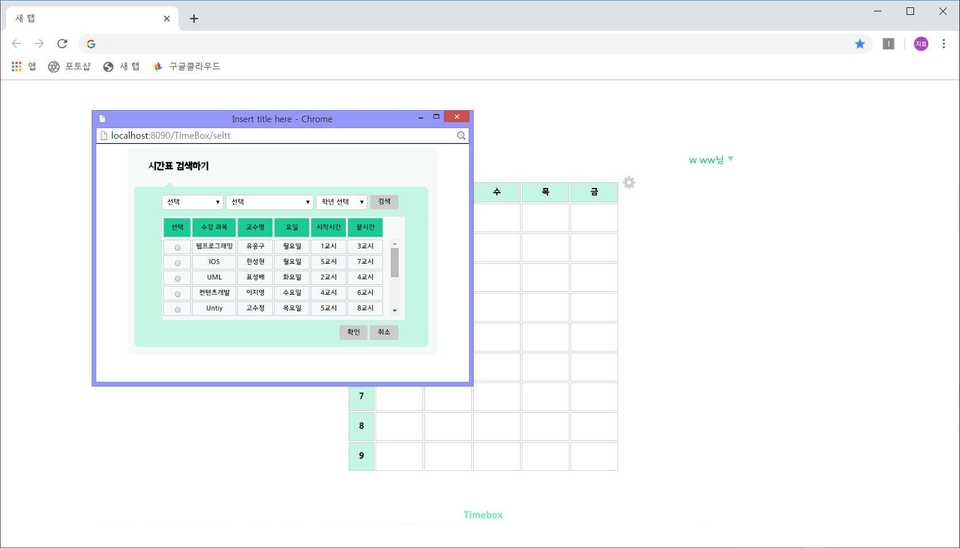 새 탭
앱 포토샵 새 탭 구글클라우드
Insert title here - Chrome
localhost:8090/TimeBox/seltt
시간표 검색하기
선택 선택 학년 선택 검색
선택 수강 과목 교수명 요일 시작시간 끝시간
웹프로그래밍 유응구 월요일 1교시 3교시
IOS 한성현 월요일 5교시 7교시
UML 표성배 화요일 2교시 4교시
컨텐츠개발 이지영 수요일 4교시 6교시
Untiy 고수정 목요일 5교시 8교시
확인 취소
w ww님
수 목 금
7
8
9
Timebox